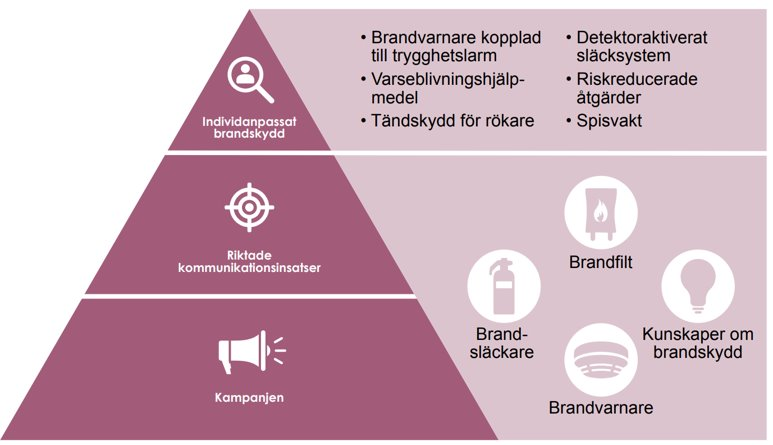 • Brandvarnare kopplad
till trygghetslarm
• Varseblivningshjälp-
medel
• Tändskydd för rökare
• Detektoraktiverat
släcksystem
• Riskreducerade
åtgärder
• Spisvakt
Individanpassat
brandskydd
Riktade
kommunikationsinsatser
Brandfilt
Brand-
släckare
Kunskaper om
brandskydd
Brandvarnare
Kampanjen